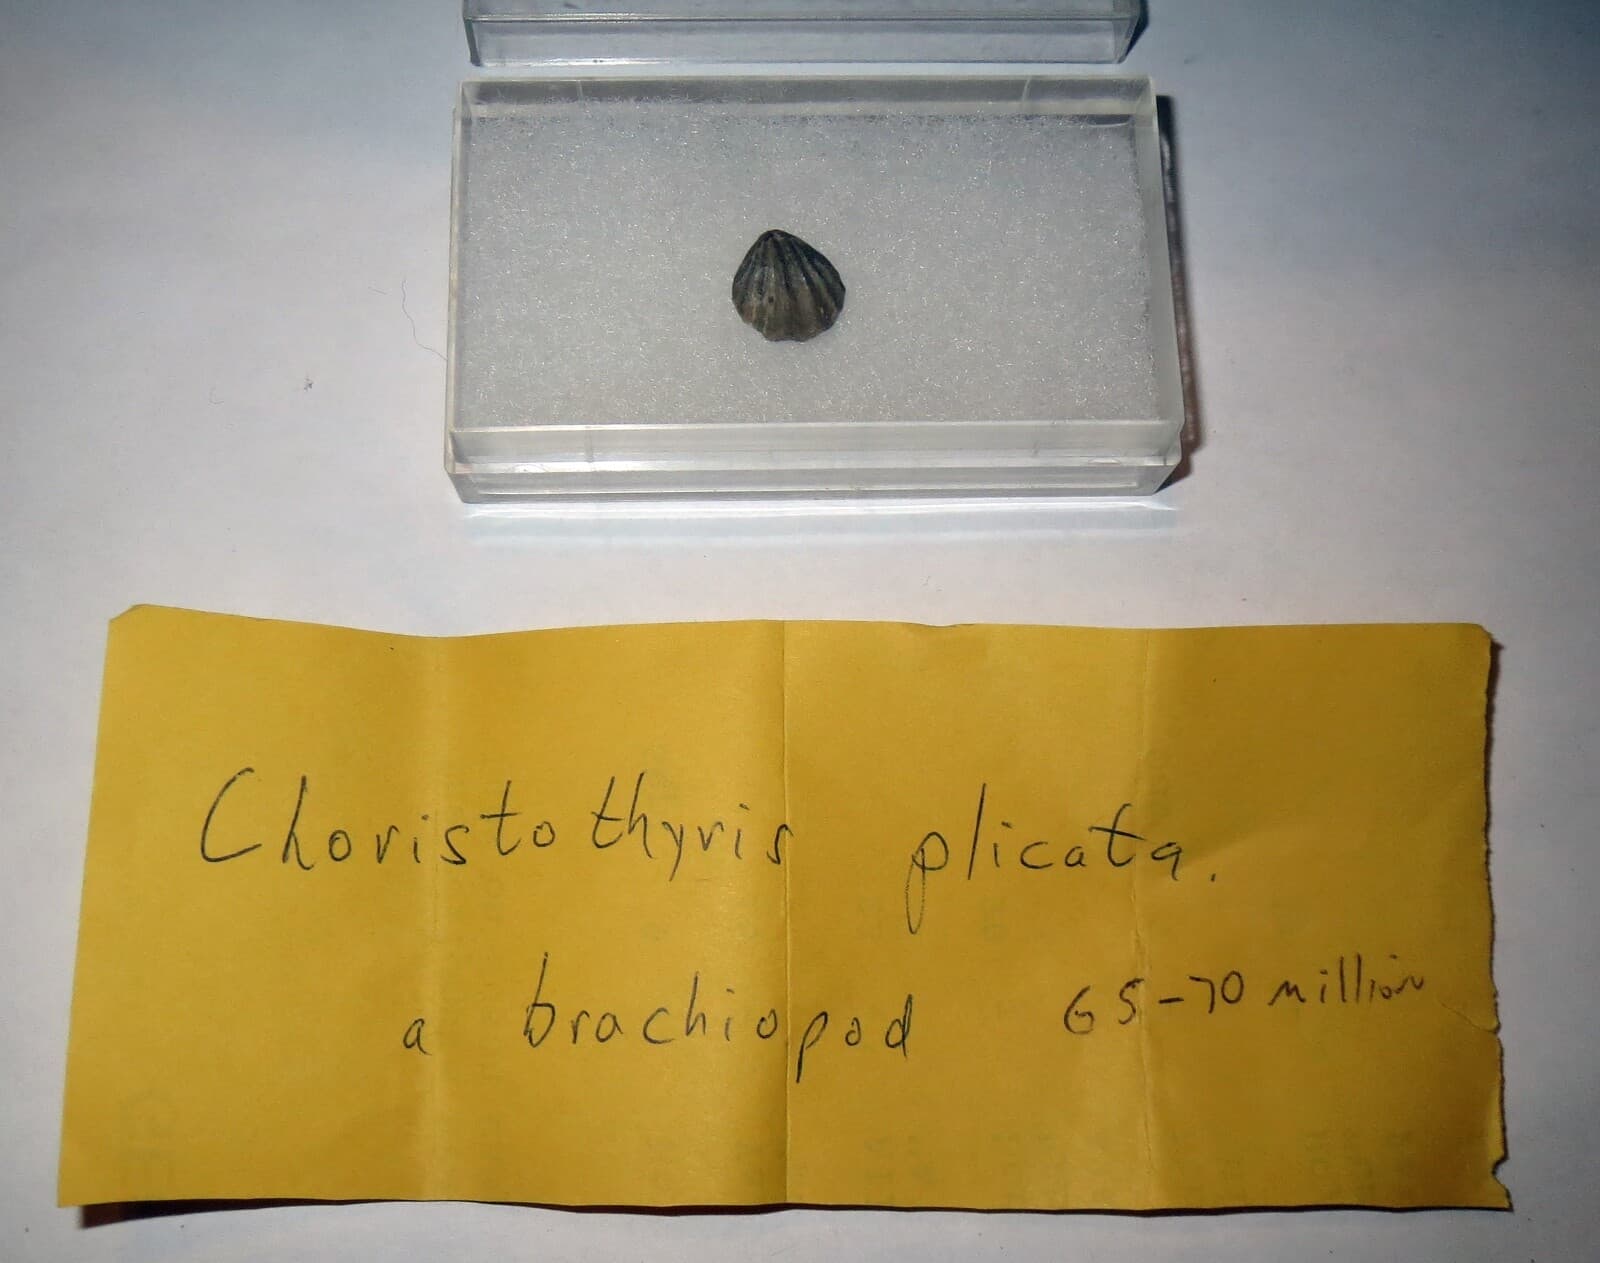 Choristothyris plicata.
a brachiopod 65-70 million